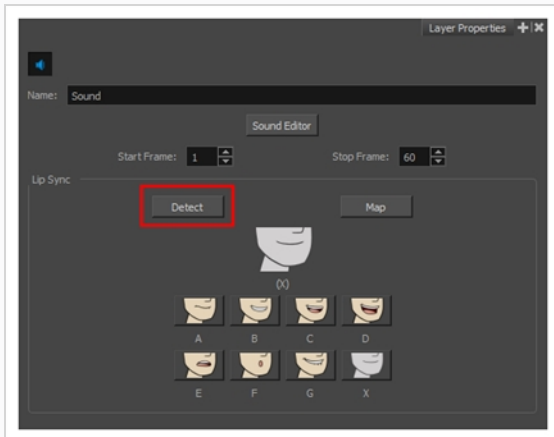 Layer Properties
Name: Sound
Sound Editor
Start Frame: 1 Stop Frame: 60
Lip Sync
Detect Map
(X)
A B C D
E F G X